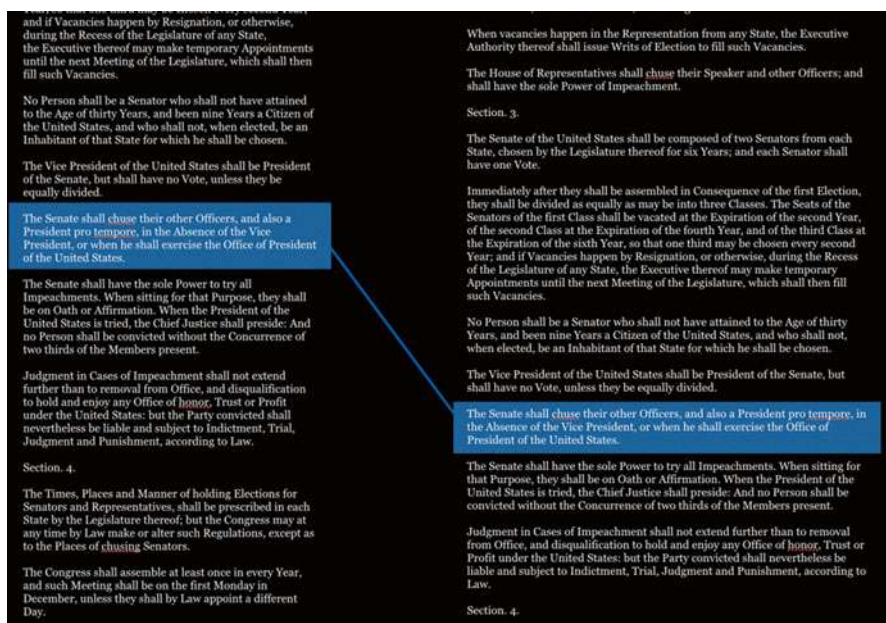 and if Vacancies happen by Resignation, or otherwise,
during the Recess of the Legislature of any State,
the Executive thereof may make temporary Appointments
until the next Meeting of the Legislature, which shall then
fill such Vacancies.
No Person shall be a Senator who shall not have attained
to the Age of thirty Years, and been nine Years a Citizen of
the United States, and who shall not, when elected, be an
Inhabitant of that State for which he shall be chosen.
The Vice President of the United States shall be President
of the Senate, but shall have no Vote, unless they be
equally divided.
The Senate shall chuse their other Officers, and also a
President pro tempore, in the Absence of the Vice
President, or when he shall exercise the Office of President
of the United States.
The Senate shall have the sole Power to try all
Impeachments. When sitting for that Purpose, they shall
be on Oath or Affirmation. When the President of the
United States is tried, the Chief Justice shall preside: And
no Person shall be convicted without the Concurrence of
two thirds of the Members present.
Judgment in Cases of Impeachment shall not extend
further than to removal from Office, and disqualification
to hold and enjoy any Office of honor, Trust or Profit
under the United States: but the Party convicted shall
nevertheless be liable and subject to Indictment, Trial,
Judgment and Punishment, according to Law.
Section. 4.
The Times, Places and Manner of holding Elections for
Senators and Representatives, shall be prescribed in each
State by the Legislature thereof; but the Congress may at
any time by Law make or alter such Regulations, except as
to the Places of chusing Senators.
The Congress shall assemble at least once in every Year,
and such Meeting shall be on the first Monday in
December, unless they shall by Law appoint a different
Day.
When vacancies happen in the Representation from any State, the Executive
Authority thereof shall issue Writs of Election to fill such Vacancies.
The House of Representatives shall chuse their Speaker and other Officers; and
shall have the sole Power of Impeachment.
Section. 3.
The Senate of the United States shall be composed of two Senators from each
State, chosen by the Legislature thereof for six Years; and each Senator shall
have one Vote.
Immediately after they shall be assembled in Consequence of the first Election,
they shall be divided as equally as may be into three Classes. The Seats of the
Senators of the first Class shall be vacated at the Expiration of the second Year,
of the second Class at the Expiration of the fourth Year, and of the third Class at
the Expiration of the sixth Year, so that one third may be chosen every second
Year; and if Vacancies happen by Resignation, or otherwise, during the Recess
of the Legislature of any State, the Executive thereof may make temporary
Appointments until the next Meeting of the Legislature, which shall then fill
such Vacancies.
No Person shall be a Senator who shall not have attained to the Age of thirty
Years, and been nine Years a Citizen of the United States, and who shall not,
when elected, be an Inhabitant of that State for which he shall be chosen.
The Vice President of the United States shall be President of the Senate, but
shall have no Vote, unless they be equally divided.
The Senate shall chuse their other Officers, and also a President pro tempore, in
the Absence of the Vice President, or when he shall exercise the Office of
President of the United States.
The Senate shall have the sole Power to try all Impeachments. When sitting for
that Purpose, they shall be on Oath or Affirmation. When the President of the
United States is tried, the Chief Justice shall preside: And no Person shall be
convicted without the Concurrence of two thirds of the Members present.
Judgment in Cases of Impeachment shall not extend further than to removal
from Office, and disqualification to hold and enjoy any Office of honor, Trust or
Profit under the United States: but the Party convicted shall nevertheless be
liable and subject to Indictment, Trial, Judgment and Punishment, according to
Law.
Section. 4.